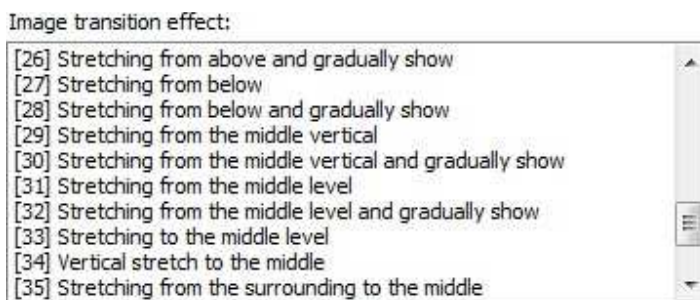 Image transition effect:
[26] Stretching from above and gradually show
[27] Stretching from below
[28] Stretching from below and gradually show
[29] Stretching from the middle vertical
[30] Stretching from the middle vertical and gradually show
[31] Stretching from the middle level
[32] Stretching from the middle level and gradually show
[33] Stretching to the middle level
[34] Vertical stretch to the middle
[35] Stretching from the surrounding to the middle